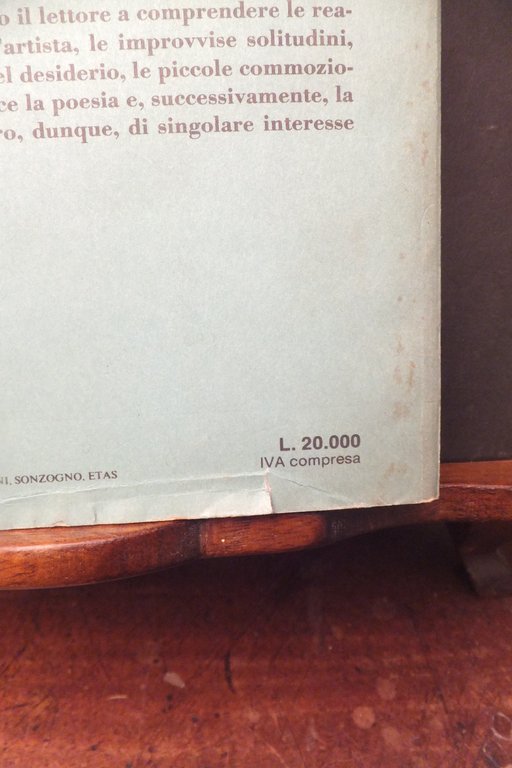 o il lettore a comprendere le rea-
'artista, le improvvise solitudini,
el desiderio, le piccole commozio-
ce la poesia e, successivamente, la
ro, dunque, di singolare interesse
L. 20.000
IVA compresa
NI, SONZOGNO, ETAS